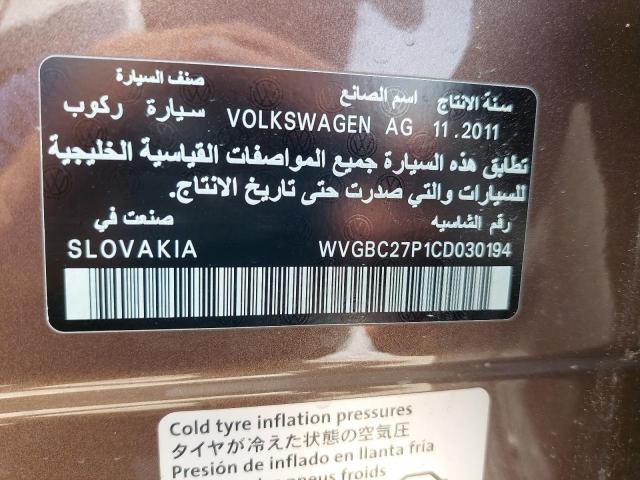 سنة الانتاج اسم الصانع صنف السيارة
11.2011 VOLKSWAGEN AG سيارة ركوب
تطابق هذه السيارة جميع المواصفات القياسية الخليجية
للسيارات والتي صدرت حتى تاريخ الانتاج.
رقم الشاسيه صنعت في
SLOVAKIA WVGBC27P1CD030194
Cold tyre inflation pressures
タイヤが冷えた状態の空気圧
Presión de inflado en llanta fría
pneus froids